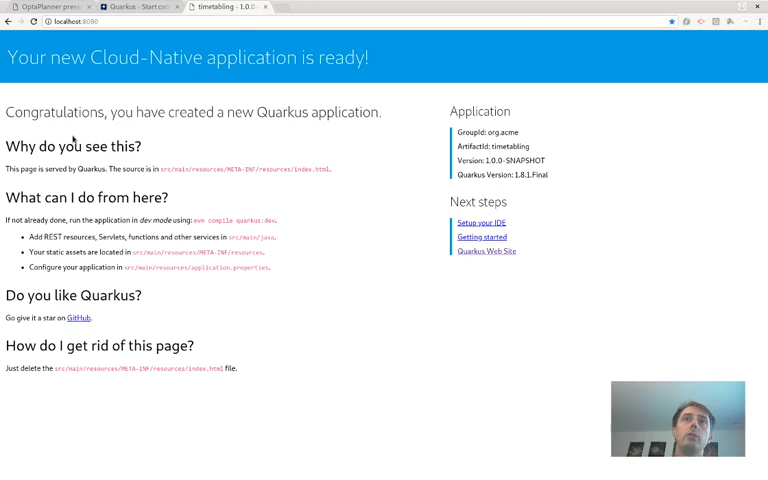 OptaPlanner prese
Quarkus - Start co
timetabling - 1.0.0
localhost:8080
Your new Cloud-Native application is ready!
Congratulations, you have created a new Quarkus application.
Why do you see this?
This page is served by Quarkus. The source is in src/main/resources/META-INF/resources/index.html.
What can I do from here?
If not already done, run the application in dev mode using: mvn compile quarkus:dev.
Add REST resources, Servlets, functions and other services in src/main/java.
Your static assets are located in src/main/resources/META-INF/resources.
Configure your application in src/main/resources/application.properties.
Do you like Quarkus?
Go give it a star on GitHub.
How do I get rid of this page?
Just delete the src/main/resources/META-INF/resources/index.html file.
Application
GroupId: org.acme
ArtifactId: timetabling
Version: 1.0.0-SNAPSHOT
Quarkus Version: 1.8.1.Final
Next steps
Setup your IDE
Getting started
Quarkus Web Site